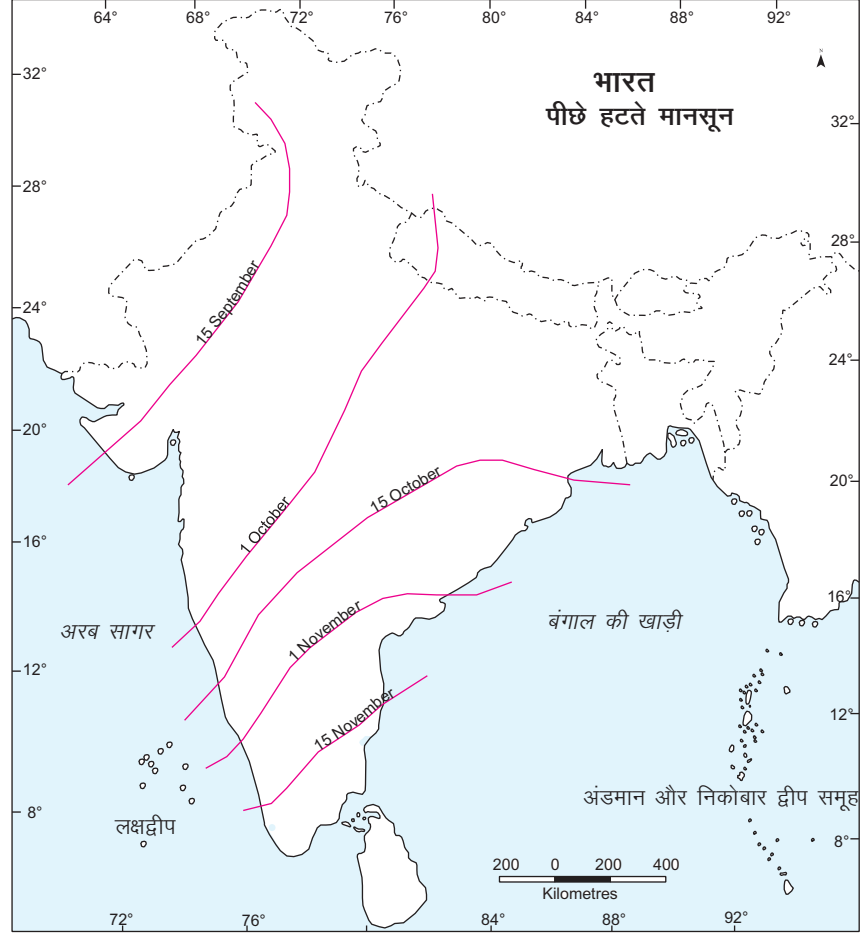 64° 68° 72° 76° 80° 84° 88° 92°
N
भारत
पीछे हटते मानसून
32°
32°
28°
28°
24°
24°
20°
20°
16°
16°
12°
12°
8°
8°
15 September
1 October
15 October
1 November
15 November
अरब सागर
बंगाल की खाड़ी
लक्षद्वीप
अंडमान और निकोबार द्वीप समूह
200 0 200 400
Kilometres
72° 76° 84° 88° 92°